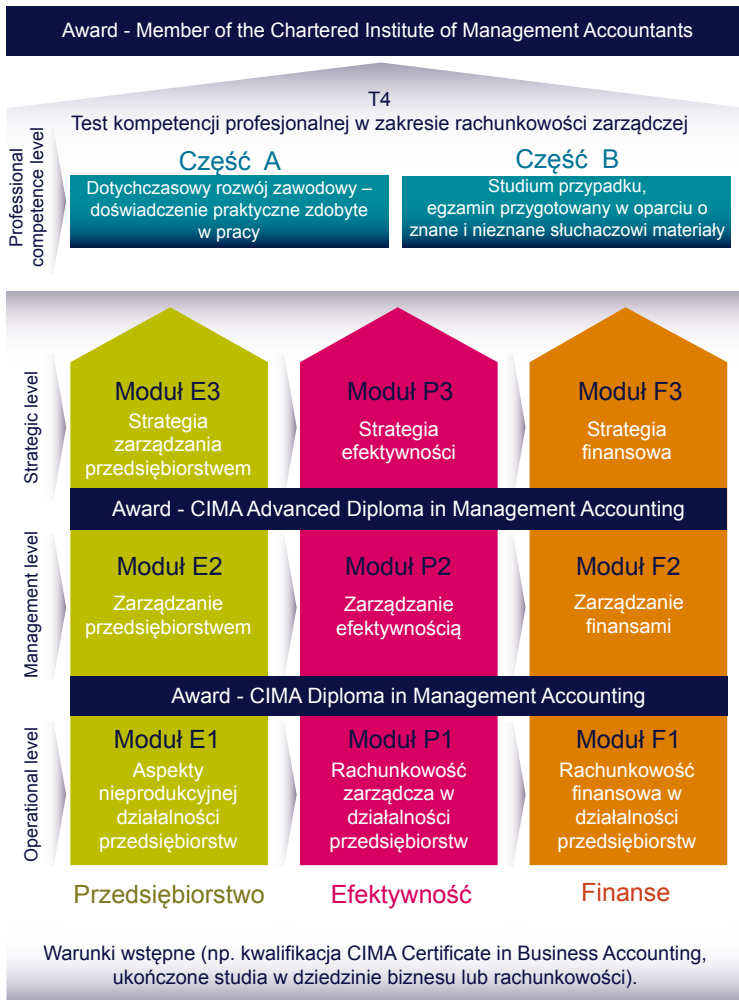 Award - Member of the Chartered Institute of Management Accountants
T4
Test kompetencji profesjonalnej w zakresie rachunkowości zarządczej
Professional
competence level
Część A
Dotychczasowy rozwój zawodowy –
doświadczenie praktyczne zdobyte
w pracy
Część B
Studium przypadku,
egzamin przygotowany w oparciu o
znane i nieznane słuchaczowi materiały
Strategic level
Moduł E3
Strategia
zarządzania
przedsiębiorstwem
Moduł P3
Strategia
efektywności
Moduł F3
Strategia
finansowa
Award - CIMA Advanced Diploma in Management Accounting
Management level
Moduł E2
Zarządzanie
przedsiębiorstwem
Moduł P2
Zarządzanie
efektywnością
Moduł F2
Zarządzanie
finansami
Award - CIMA Diploma in Management Accounting
Operational level
Moduł E1
Aspekty
nieprodukcyjnej
działalności
przedsiębiorstw
Moduł P1
Rachunkowość
zarządcza w
działalności
przedsiębiorstw
Moduł F1
Rachunkowość
finansowa w
działalności
przedsiębiorstw
Przedsiębiorstwo
Efektywność
Finanse
Warunki wstępne (np. kwalifikacja CIMA Certificate in Business Accounting,
ukończone studia w dziedzinie biznesu lub rachunkowości).